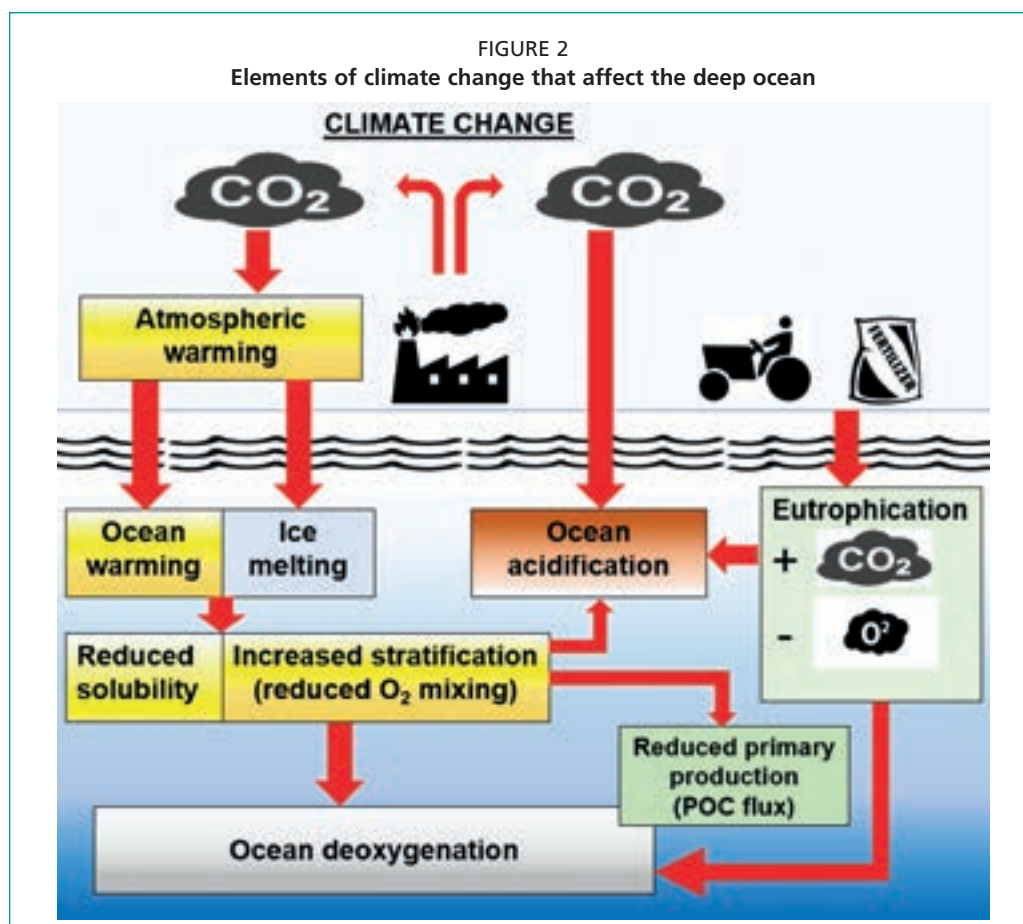 FIGURE 2
Elements of climate change that affect the deep ocean
CLIMATE CHANGE
CO₂
CO₂
Atmospheric
warming
FERTILIZER
Ocean
warming
Ice
melting
Ocean
acidification
Eutrophication
+ CO₂
- O²
Reduced
solubility
Increased stratification
(reduced O₂ mixing)
Reduced primary
production
(POC flux)
Ocean deoxygenation